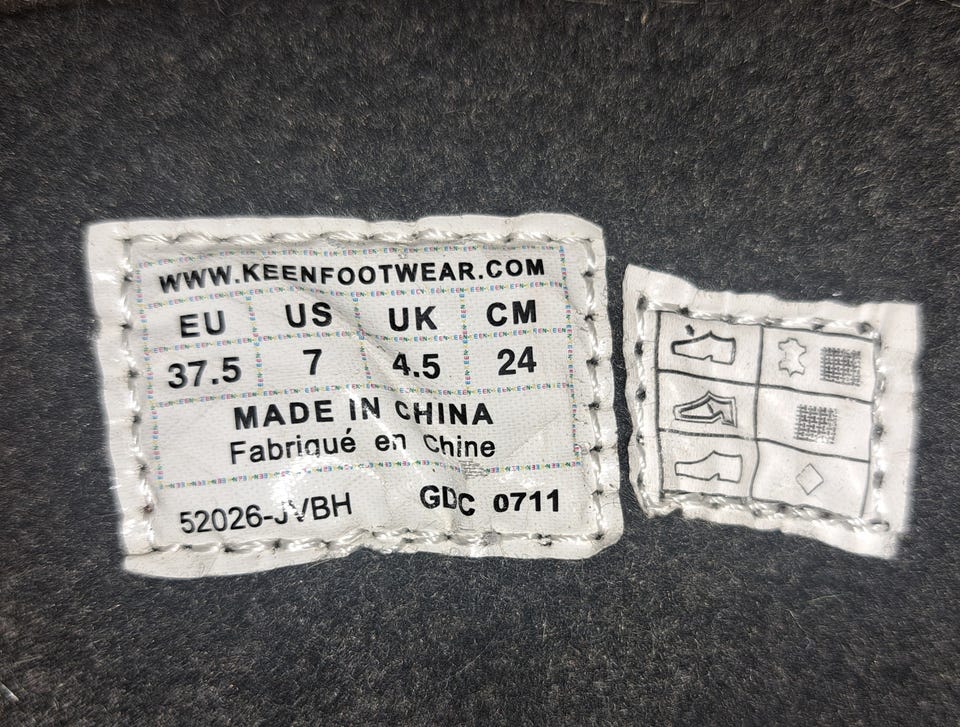 WWW.KEENFOOTWEAR.COM
EU US UK CM
37.5 7 4.5 24
MADE IN CHINA
Fabriqué en Chine
52026-JVBH GDC 0711